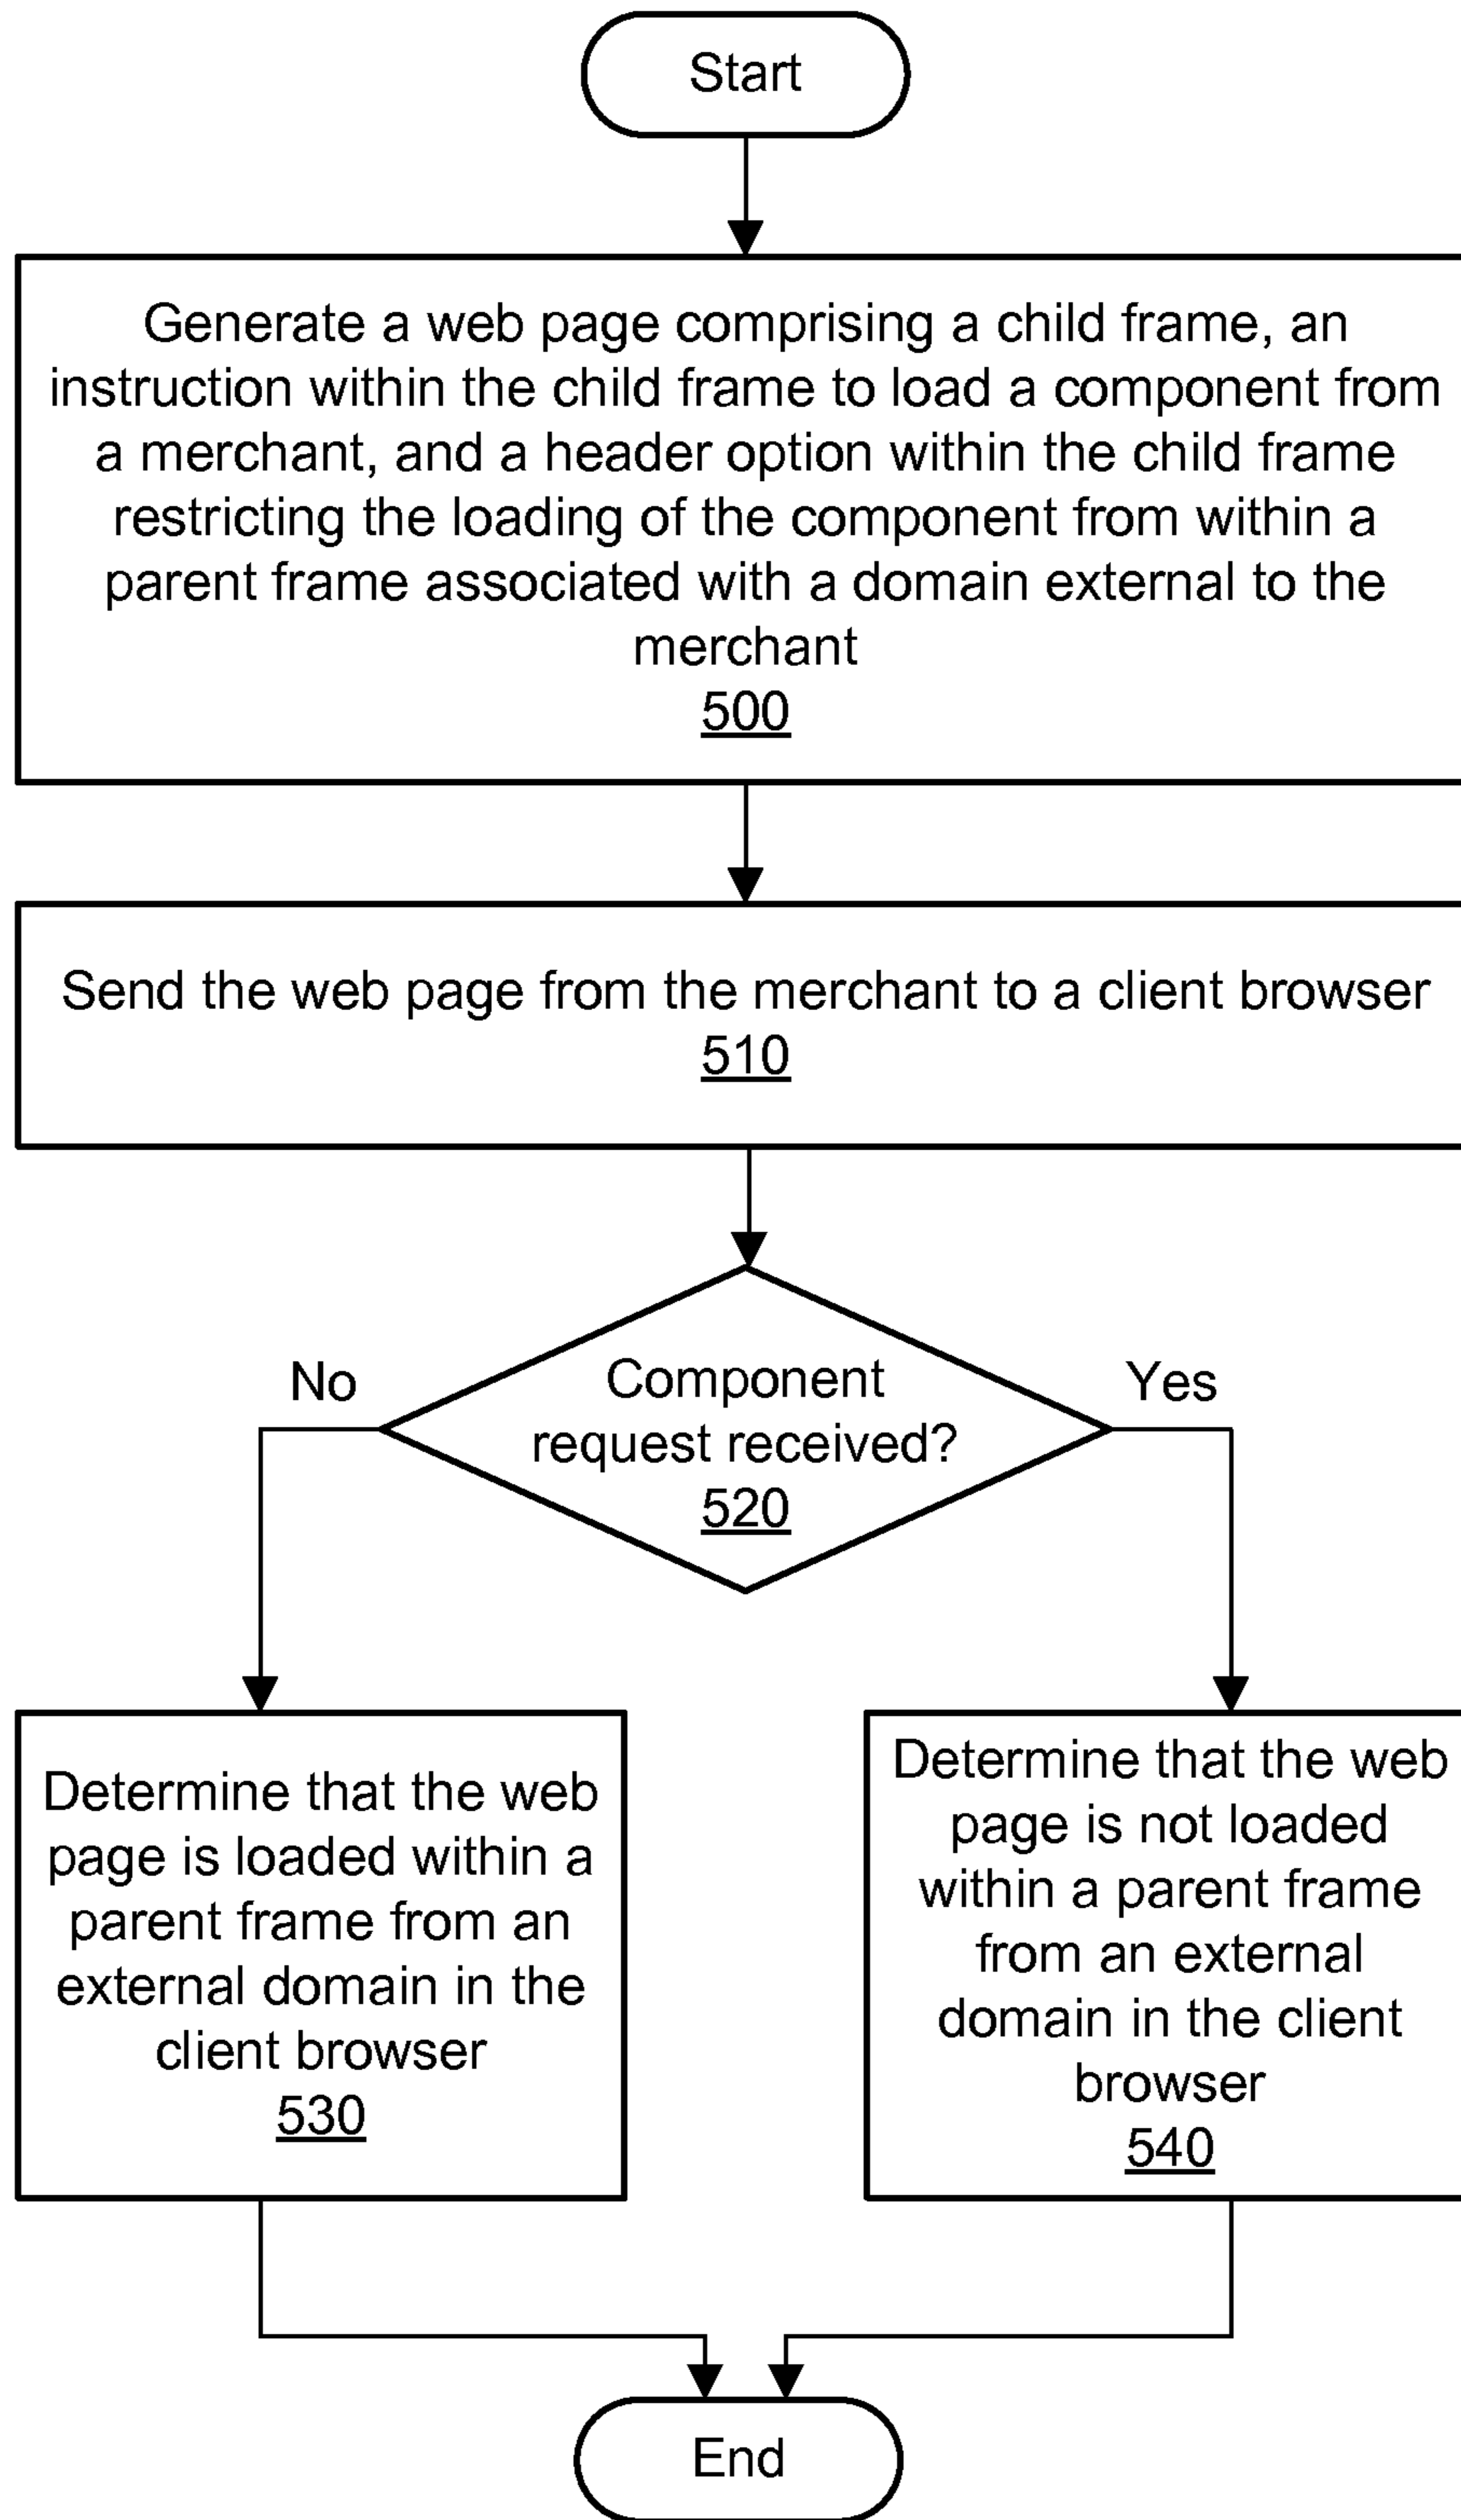 Start
Generate a web page comprising a child frame, an
instruction within the child frame to load a component from
a merchant, and a header option within the child frame
restricting the loading of the component from within a
parent frame associated with a domain external to the
merchant
500
Send the web page from the merchant to a client browser
510
No
Component
request received?
520
Yes
Determine that the web
page is loaded within a
parent frame from an
external domain in the
client browser
530
Determine that the web
page is not loaded
within a parent frame
from an external
domain in the client
browser
540
End